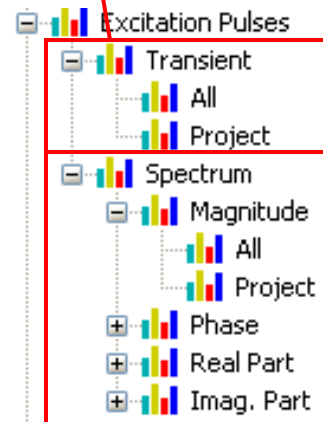 Excitation Pulses
Transient
All
Project
Spectrum
Magnitude
All
Project
Phase
Real Part
Imag. Part